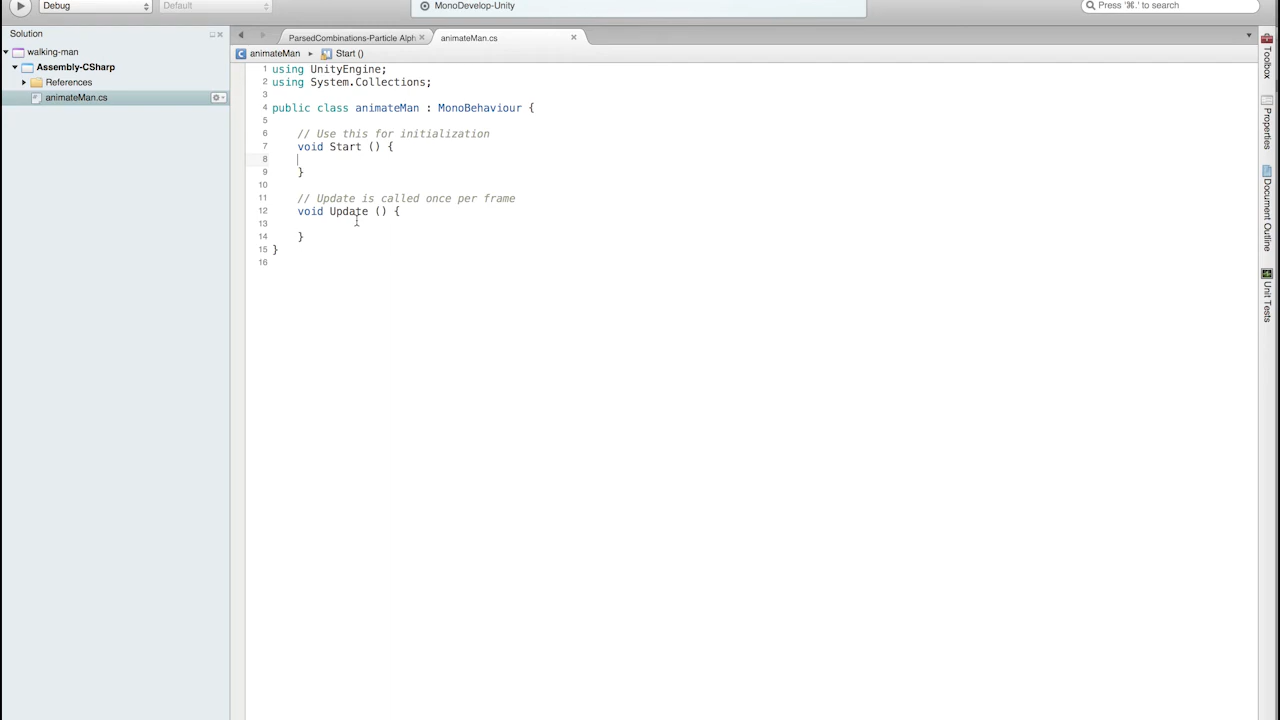 Debug
Default
MonoDevelop-Unity
Press '⌘.' to search
Solution
walking-man
Assembly-CSharp
References
animateMan.cs
ParsedCombinations-Particle Alph
animateMan.cs
animateMan
Start ()
1 using UnityEngine;
2 using System.Collections;
3
4 public class animateMan : MonoBehaviour {
5
6 // Use this for initialization
7 void Start () {
8
9 }
10
11 // Update is called once per frame
12 void Update () {
13
14 }
15 }
16
Toolbox
Properties
Document Outline
Unit Tests